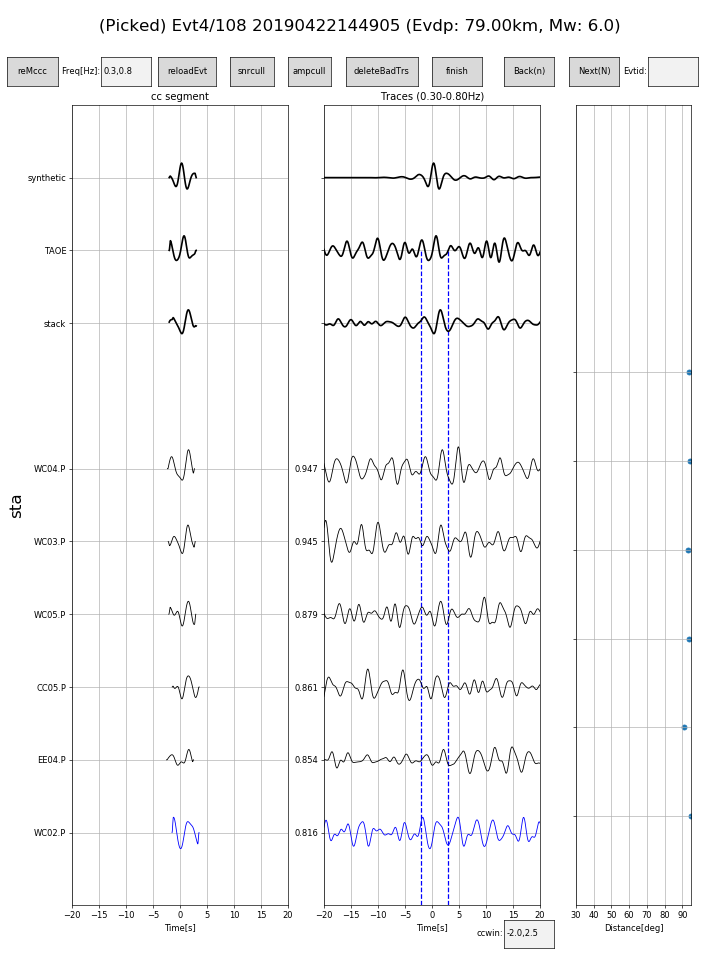 (Picked) Evt4/108 20190422144905 (Evdp: 79.00km, Mw: 6.0)
reMccc Freq[Hz]: 0.3,0.8 reloadEvt snrcull ampcull deleteBadTrs finish Back(n) Next(N) Evtid:
cc segment Traces (0.30-0.80Hz)
synthetic
TAOE
stack
WC04.P 0.947
sta
WC03.P 0.945
WC05.P 0.879
CC05.P 0.861
EE04.P 0.854
WC02.P 0.816
−20 −15 −10 −5 0 5 10 15 20 −20 −15 −10 −5 0 5 10 15 20 30 40 50 60 70 80 90
Time[s] Time[s] Distance[deg]
ccwin: -2.0,2.5